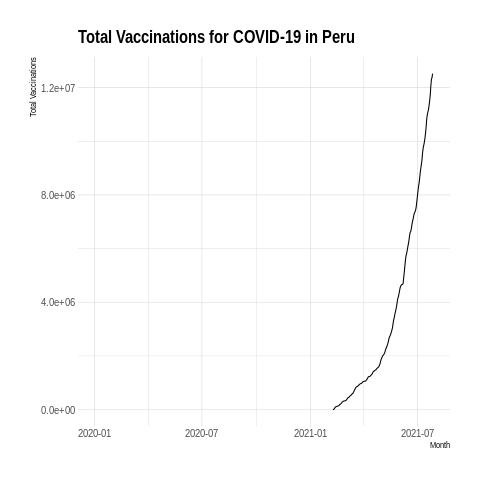 Total Vaccinations for COVID-19 in Peru
Total Vaccinations
1.2e+07
8.0e+06
4.0e+06
0.0e+00
2020-01
2020-07
2021-01
2021-07
Month